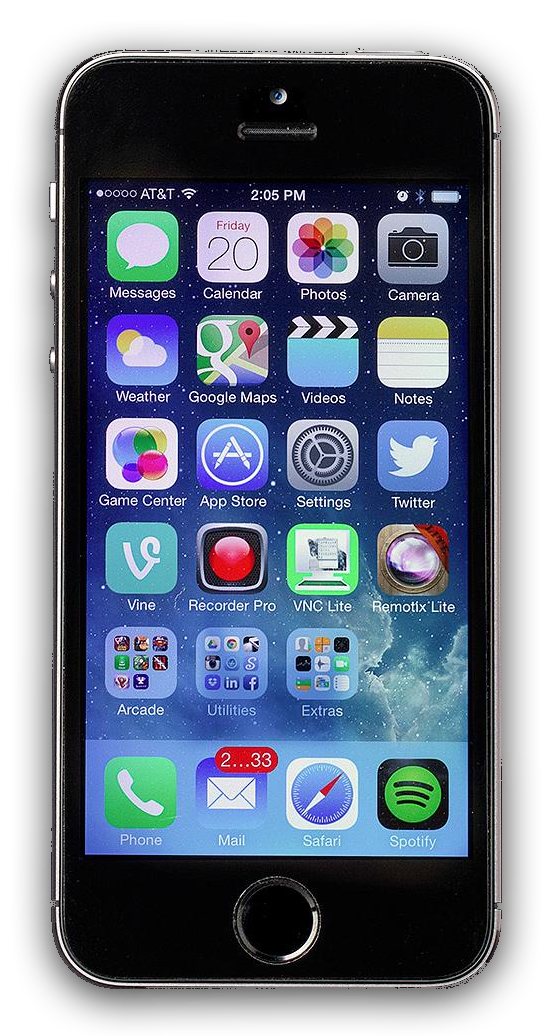 AT&T 2:05 PM
Friday
20
Messages Calendar Photos Camera
Weather Google Maps Videos Notes
Game Center App Store Settings Twitter
Vine Recorder Pro VNC Lite Remotix Lite
Arcade Utilities Extras
2...33
Phone Mail Safari Spotify